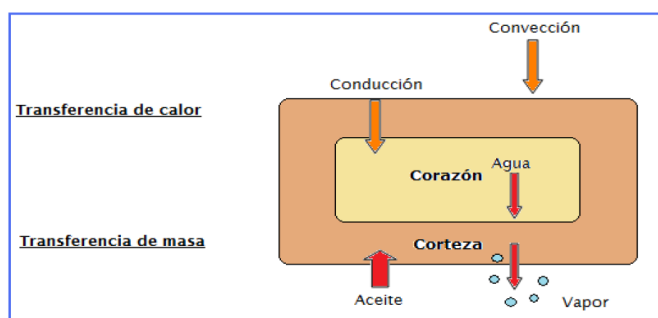 Convección
Conducción
Transferencia de calor
Agua
Corazón
Transferencia de masa
Corteza
Aceite
Vapor